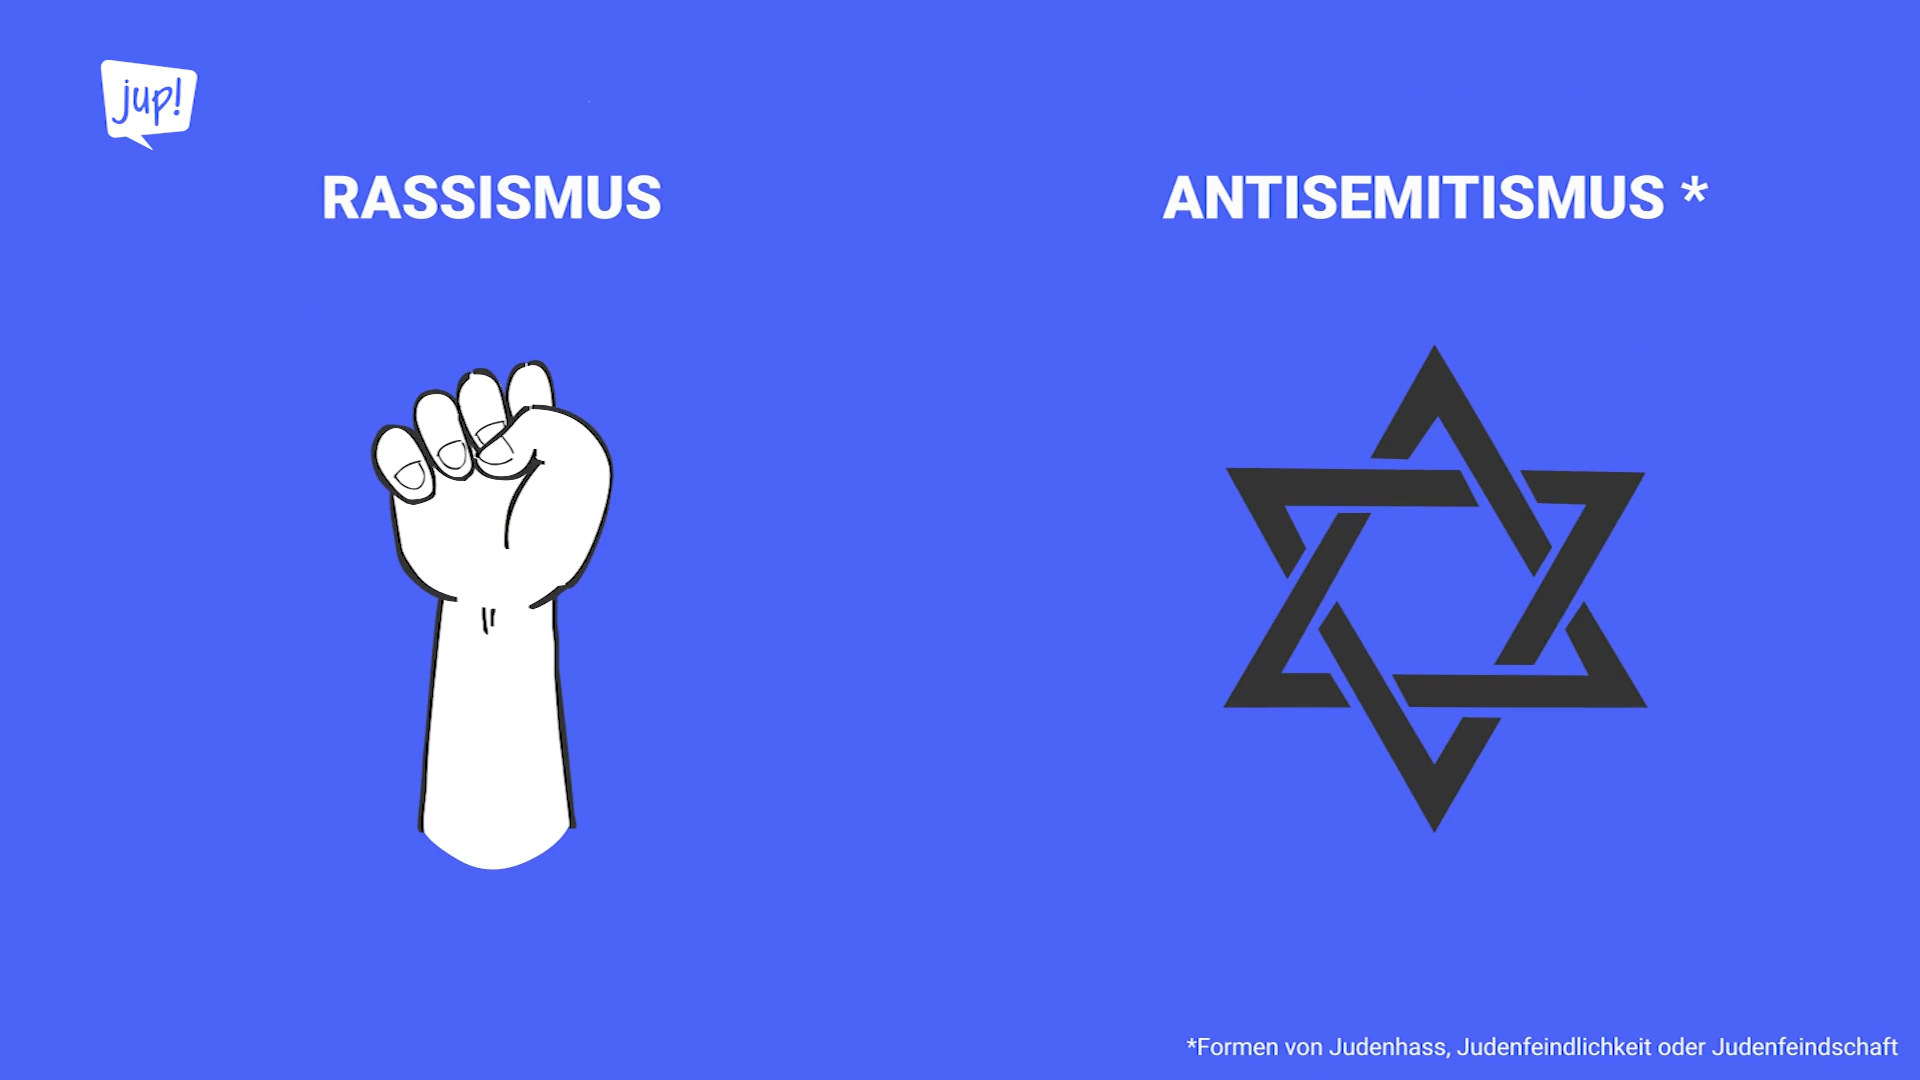 jup!
RASSISMUS
ANTISEMITISMUS *
*Formen von Judenhass, Judenfeindlichkeit oder Judenfeindschaft